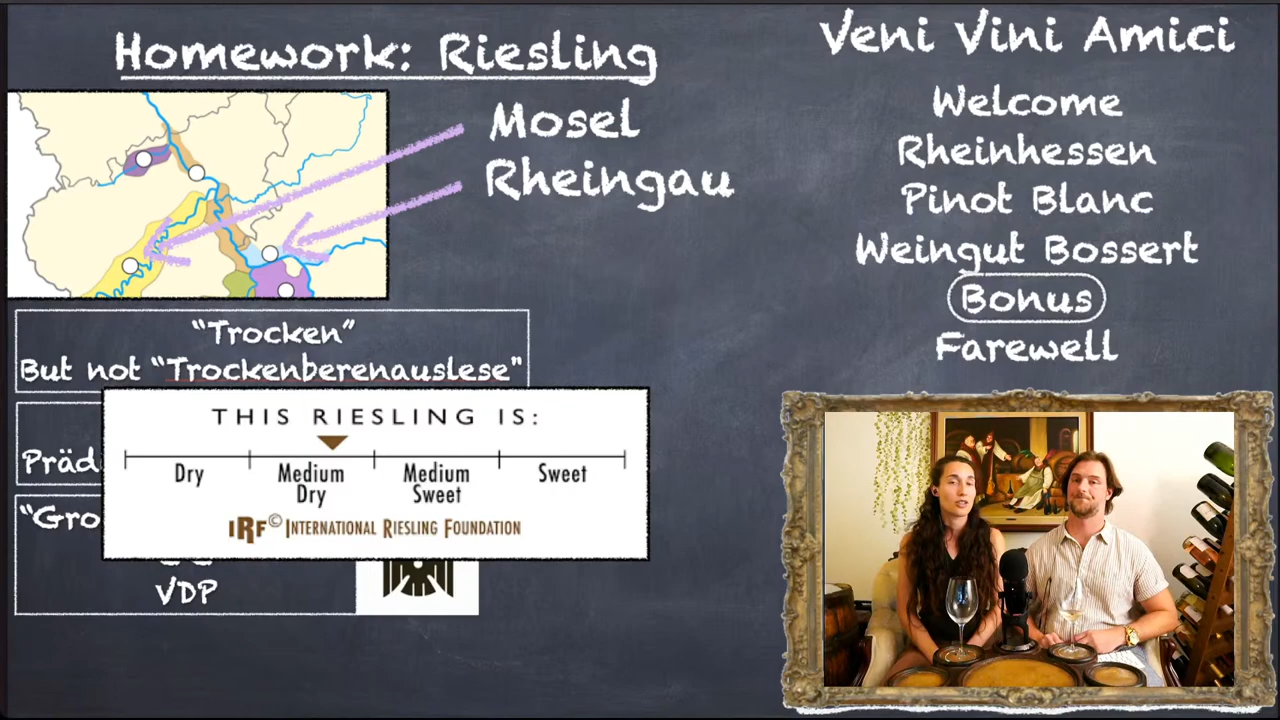 Homework: Riesling
Mosel
Rheingau
"Trocken"
But not "Trockenberenauslese"
Präd
"Gro
VDP
THIS RIESLING IS:
Dry
Medium Dry
Medium Sweet
Sweet
IRF© INTERNATIONAL RIESLING FOUNDATION
Veni Vini Amici
Welcome
Rheinhessen
Pinot Blanc
Weingut Bossert
Bonus
Farewell